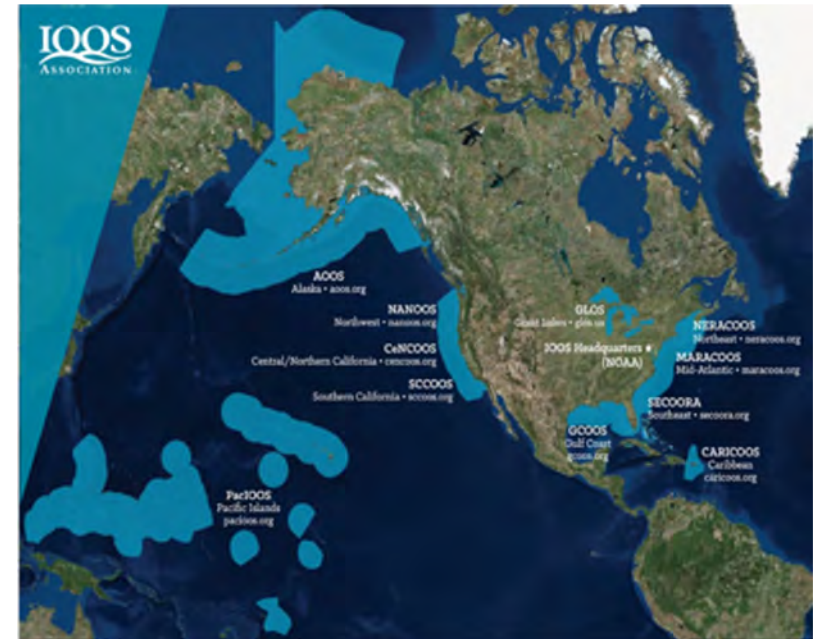 IOOS
ASSOCIATION
AOOS
Alaska • aoos.org
NANOOS
Northwest • nanoos.org
CeNCOOS
Central/Northern California • cencoos.org
SCCOOS
Southern California • sccoos.org
GLOS
Great Lakes • glos.us
IOOS Headquarters ★
(NOAA)
NERACOOS
Northeast • neracoos.org
MARACOOS
Mid-Atlantic • maracoos.org
SECOORA
Southeast • secoora.org
GCOOS
Gulf Coast
gcoos.org
CARICOOS
Caribbean
caricoos.org
PacIOOS
Pacific Islands
pacioos.org